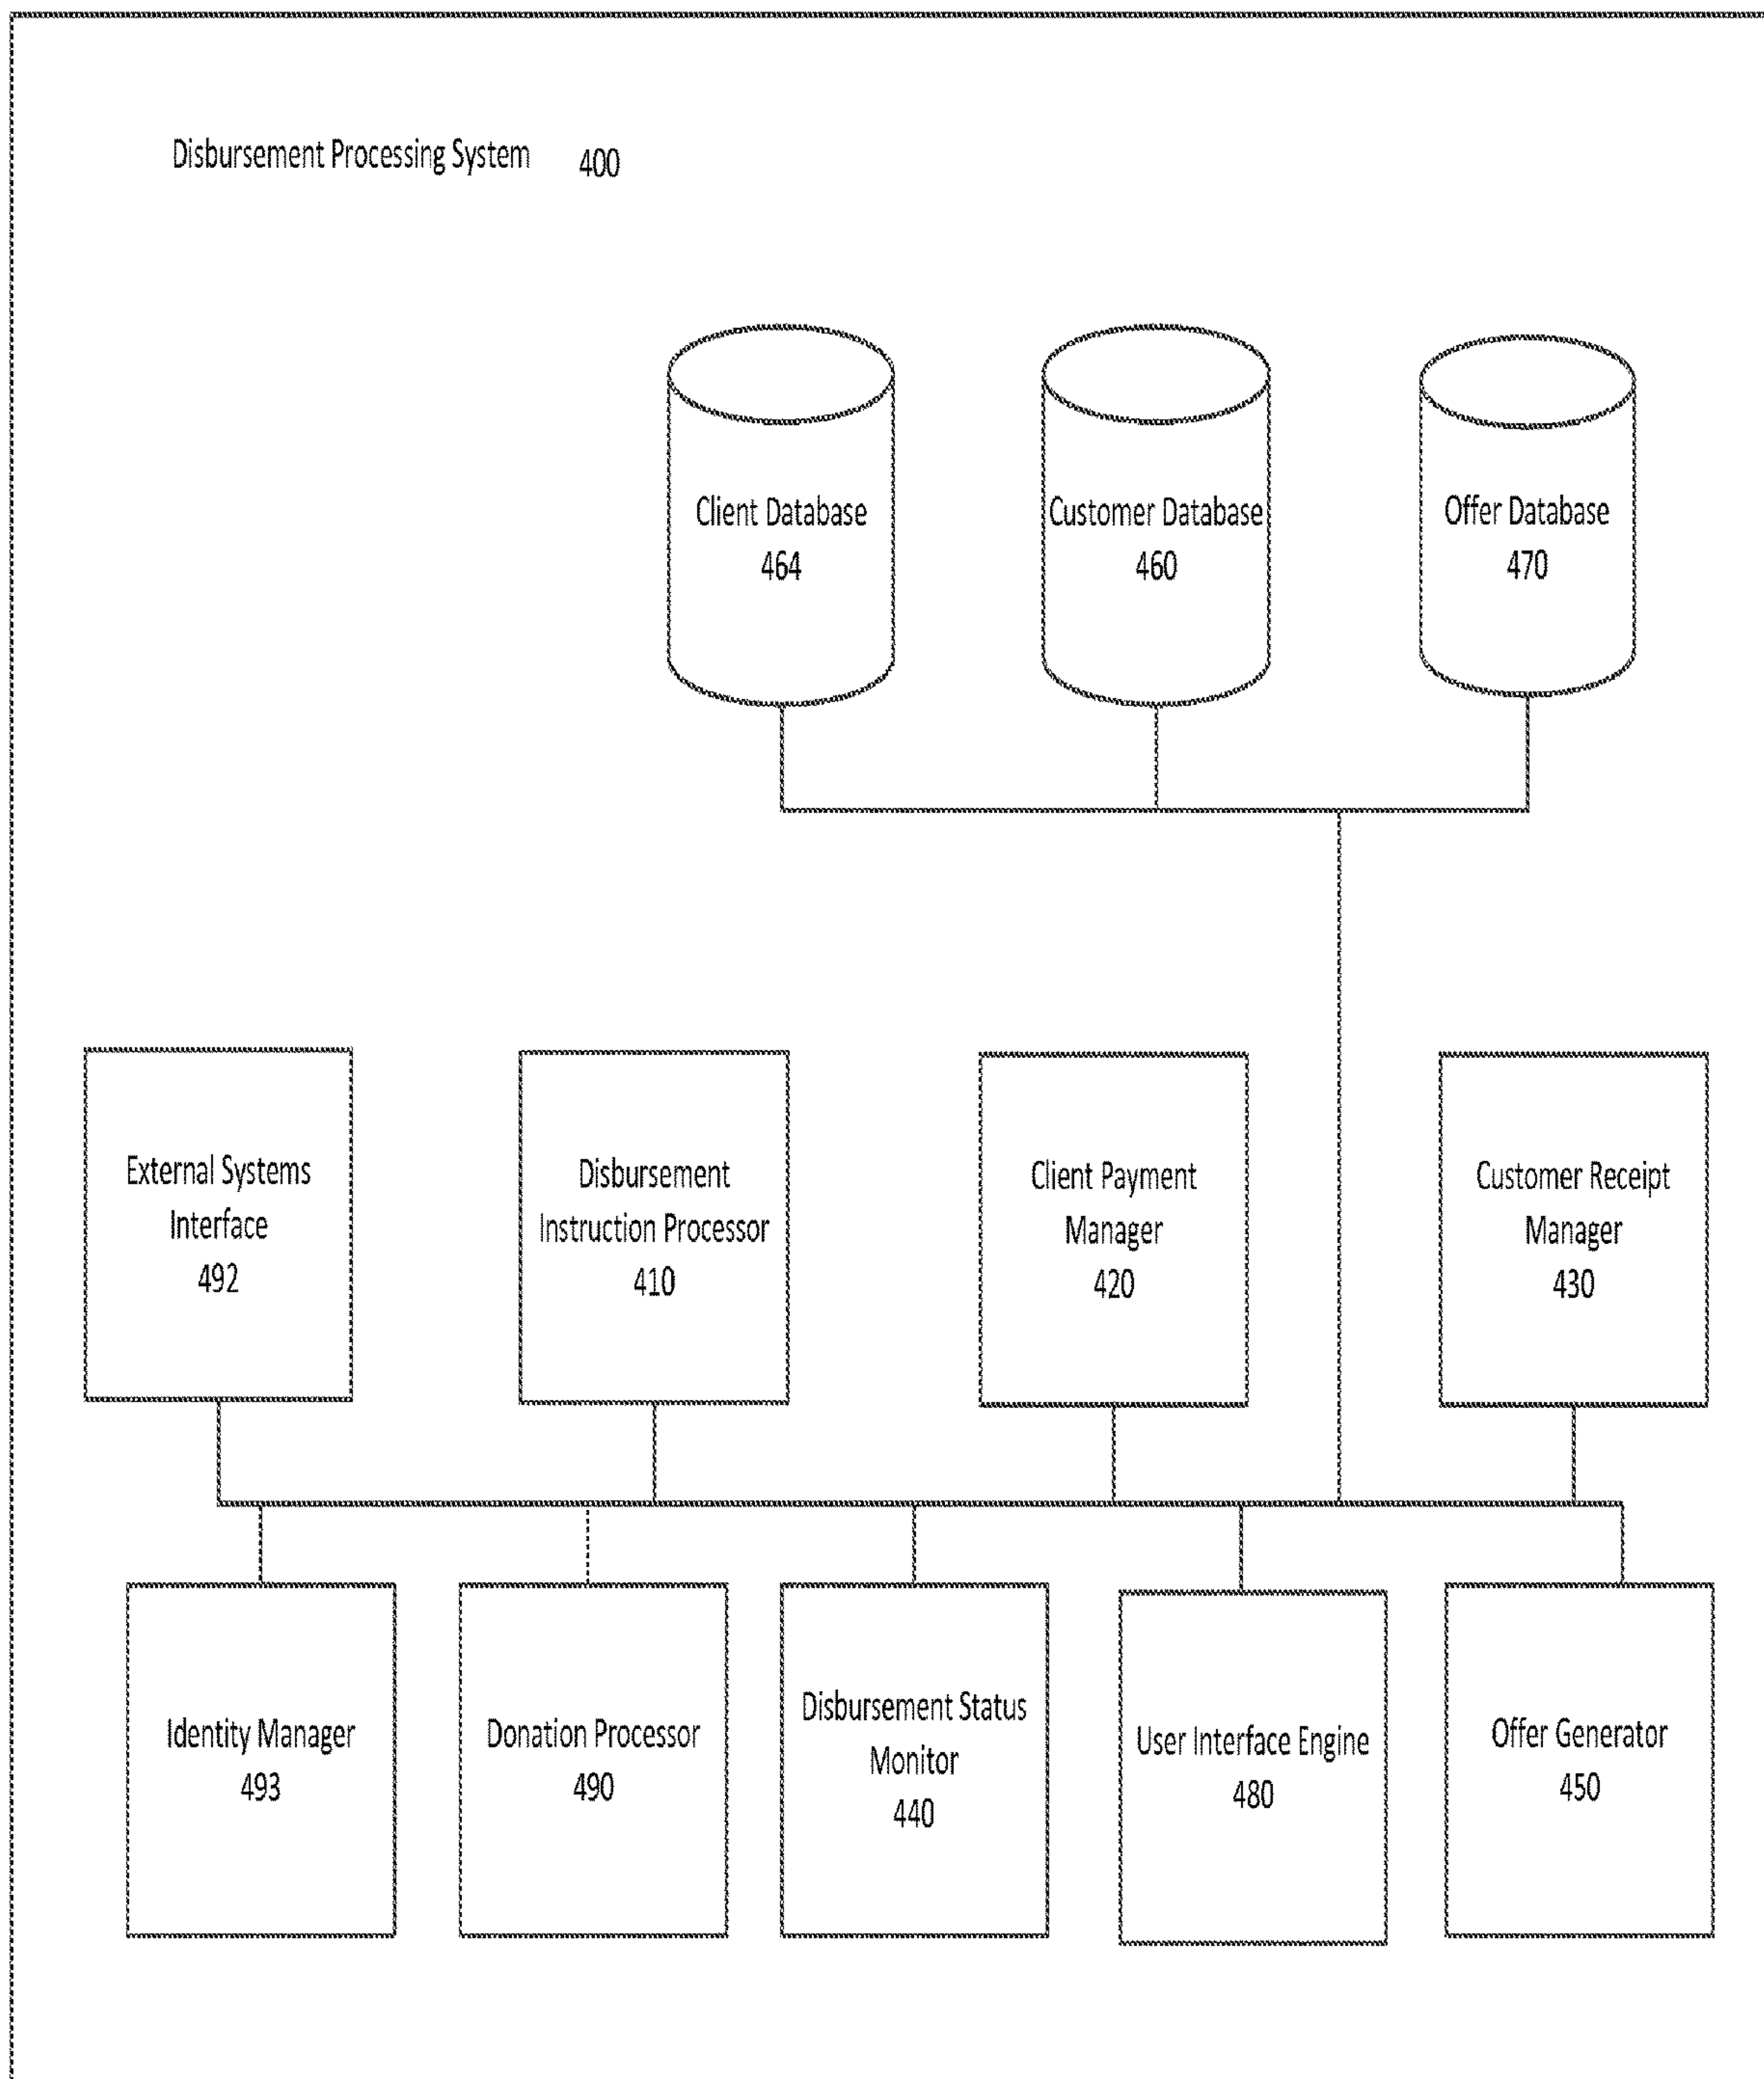 Disbursement Processing System 400
Client Database
464
Customer Database
460
Offer Database
470
External Systems
Interface
492
Disbursement
Instruction Processor
410
Client Payment
Manager
420
Customer Receipt
Manager
430
Identity Manager
493
Donation Processor
490
Disbursement Status
Monitor
440
User Interface Engine
480
Offer Generator
450